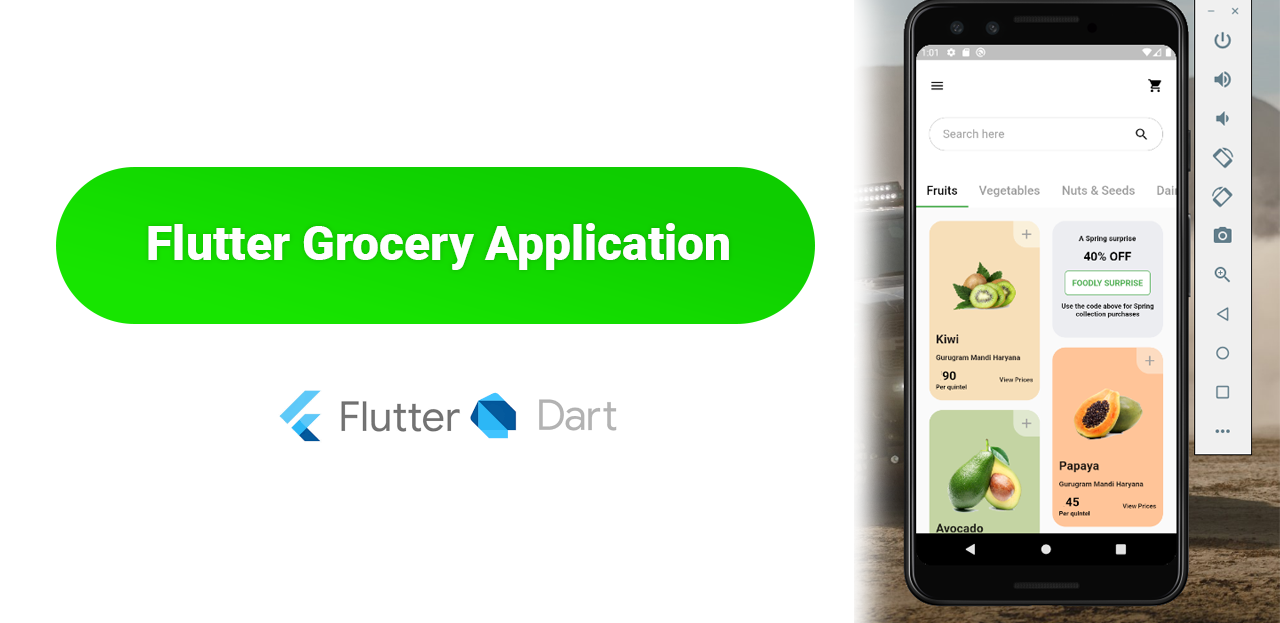 Flutter Grocery Application
Flutter
Dart
1:01
Search here
Fruits
Vegetables
Nuts & Seeds
Dair
A Spring surprise
40% OFF
FOODLY SURPRISE
Use the code above for Spring
collection purchases
Kiwi
Gurugram Mandi Haryana
90
Per quintel
View Prices
Papaya
Gurugram Mandi Haryana
45
Per quintel
View Prices
Avocado